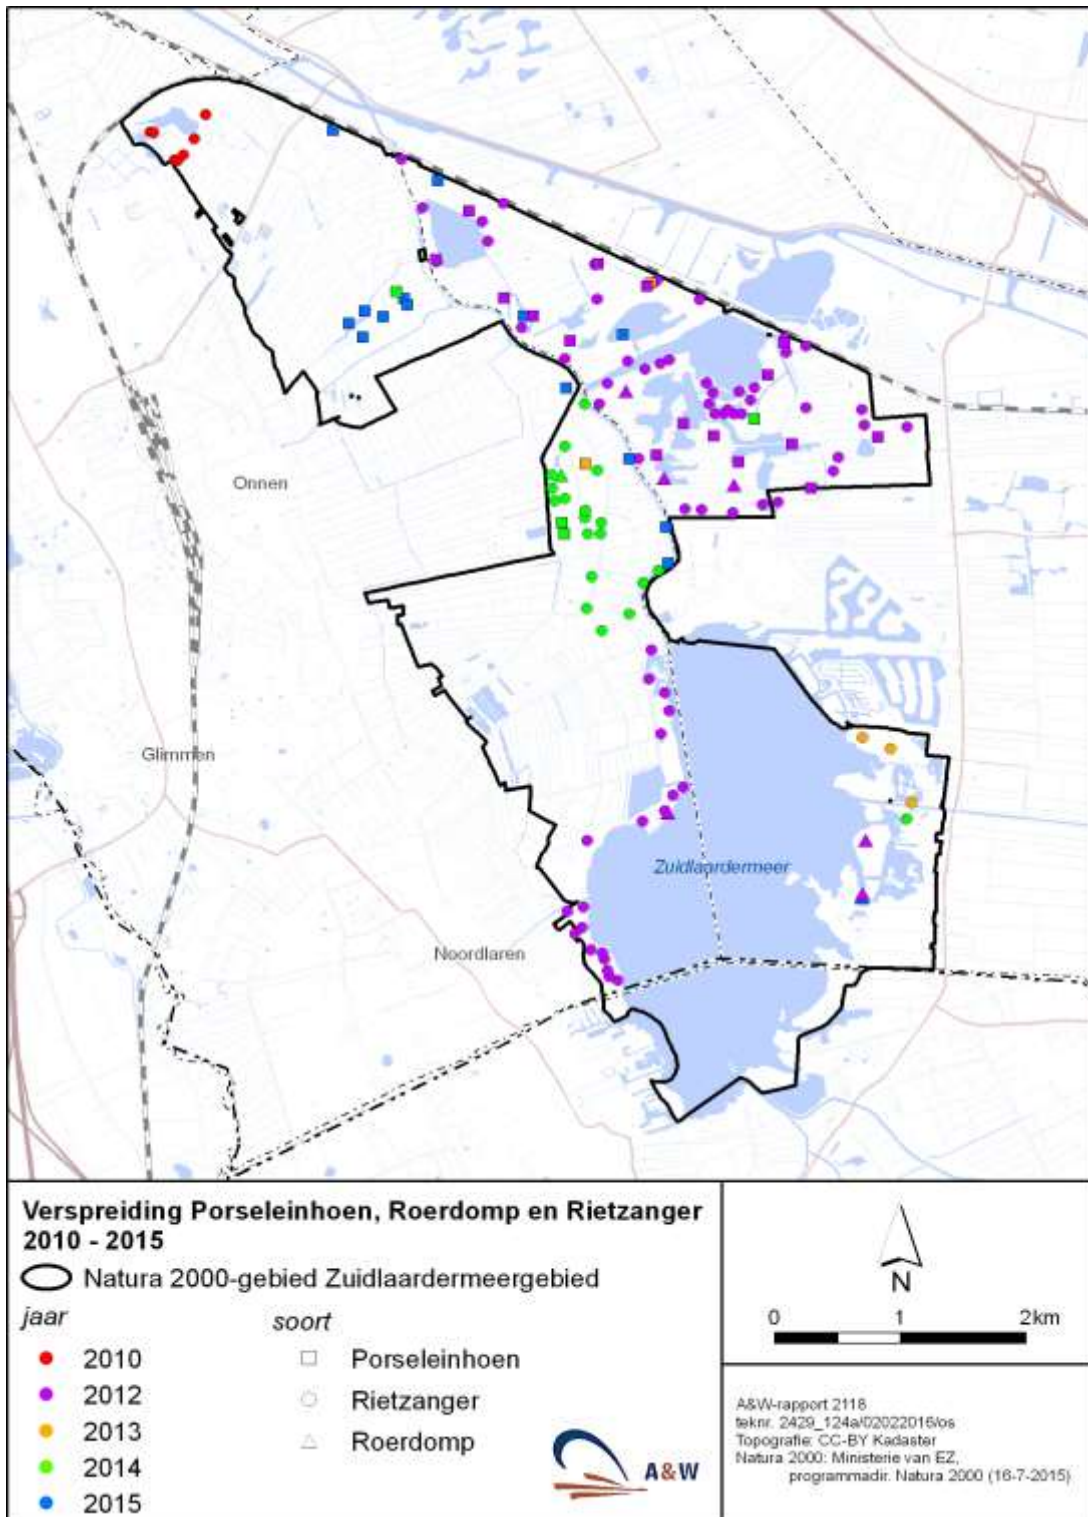 Onnen
Glimmen
Zuidlaardermeer
Noordlaren
Verspreiding Porseleinhoen, Roerdomp en Rietzanger
2010 - 2015
Natura 2000-gebied Zuidlaardermeergebied
jaar
2010
2012
2013
2014
2015
soort
Porseleinhoen
Rietzanger
Roerdomp
A&W
N
0 1 2km
A&W-rapport 2118
teknr. 2429_124a/02022016/os
Topografie: CC-BY Kadaster
Natura 2000: Ministerie van EZ,
programmadir. Natura 2000 (16-7-2015)